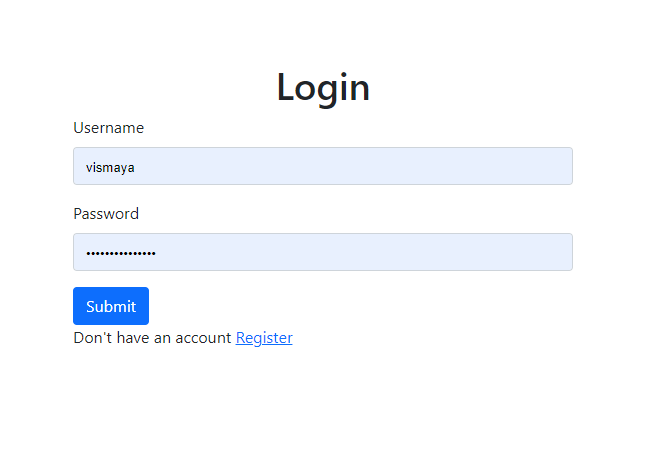 Login
Username
vismaya
Password
•••••••••••••••
Submit
Don't have an account Register